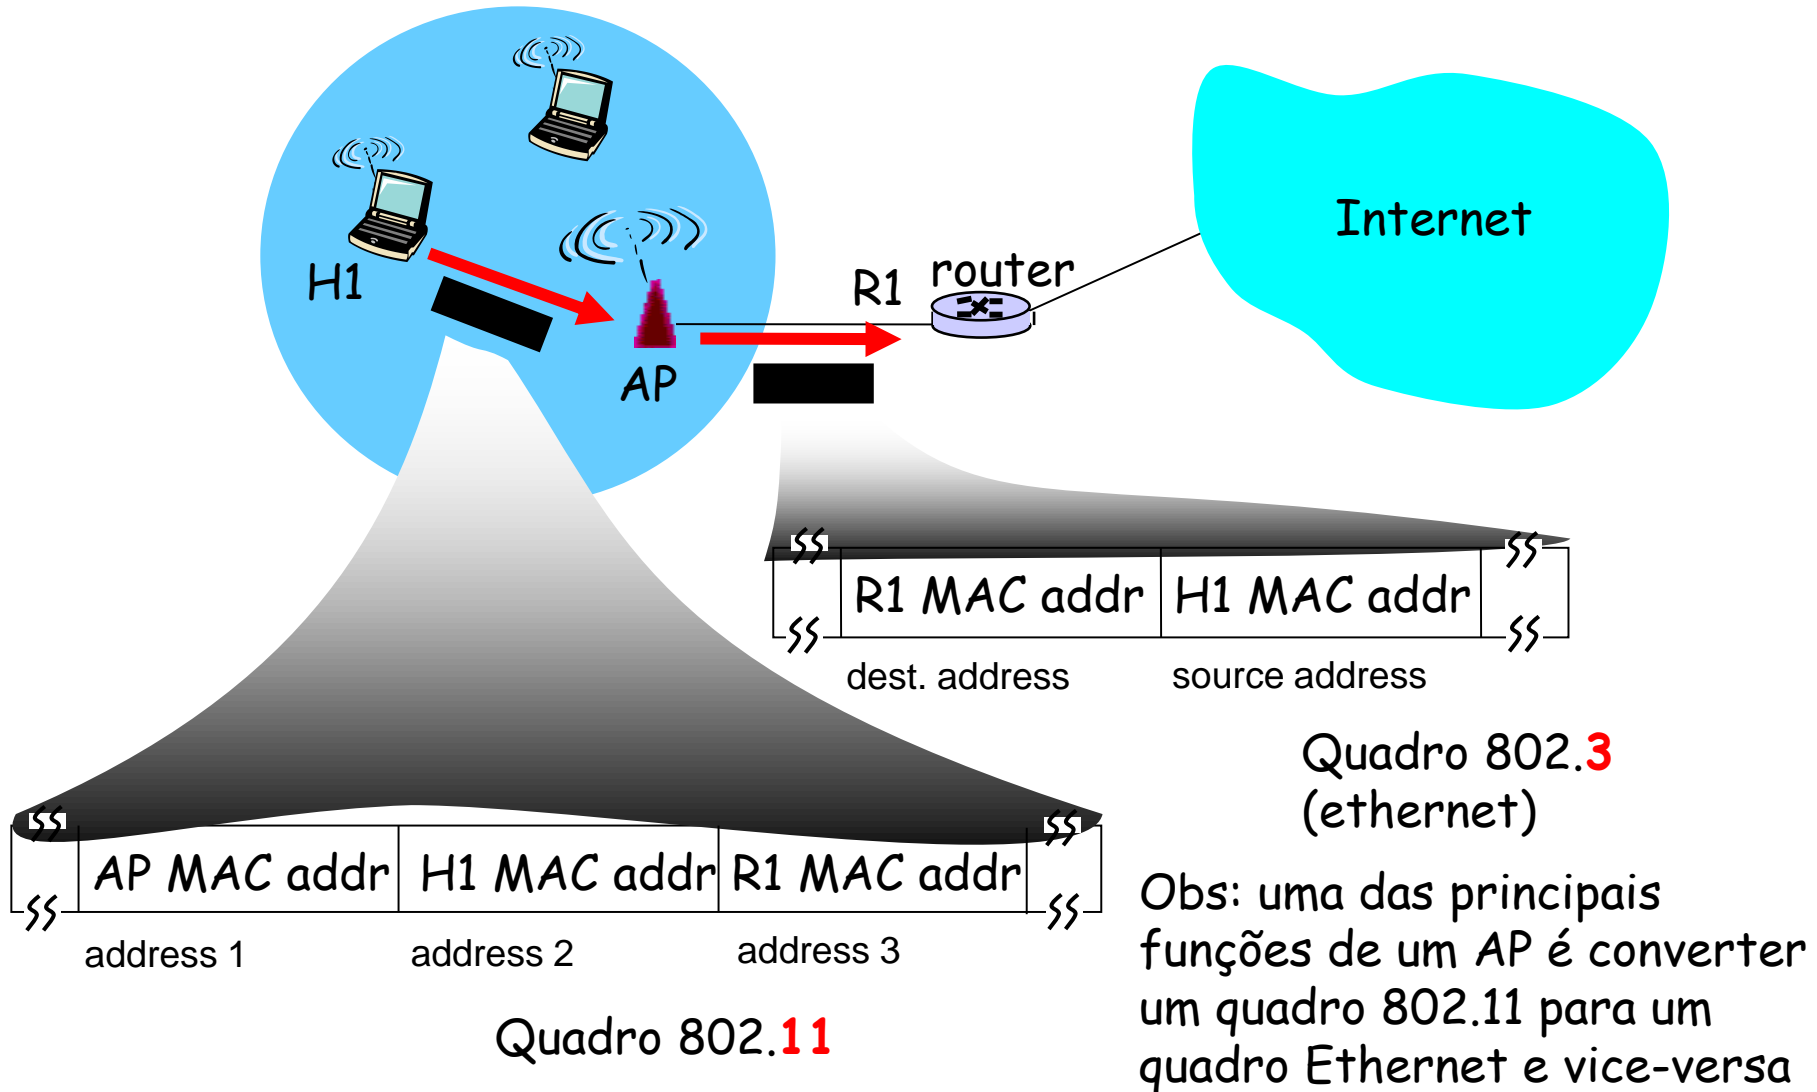 Internet
R1
router
H1
AP
R1 MAC addr
H1 MAC addr
dest. address
source address
Quadro 802.3
(ethernet)
AP MAC addr
H1 MAC addr
R1 MAC addr
address 1
address 2
address 3
Quadro 802.11
Obs: uma das principais
funções de um AP é converter
um quadro 802.11 para um
quadro Ethernet e vice-versa